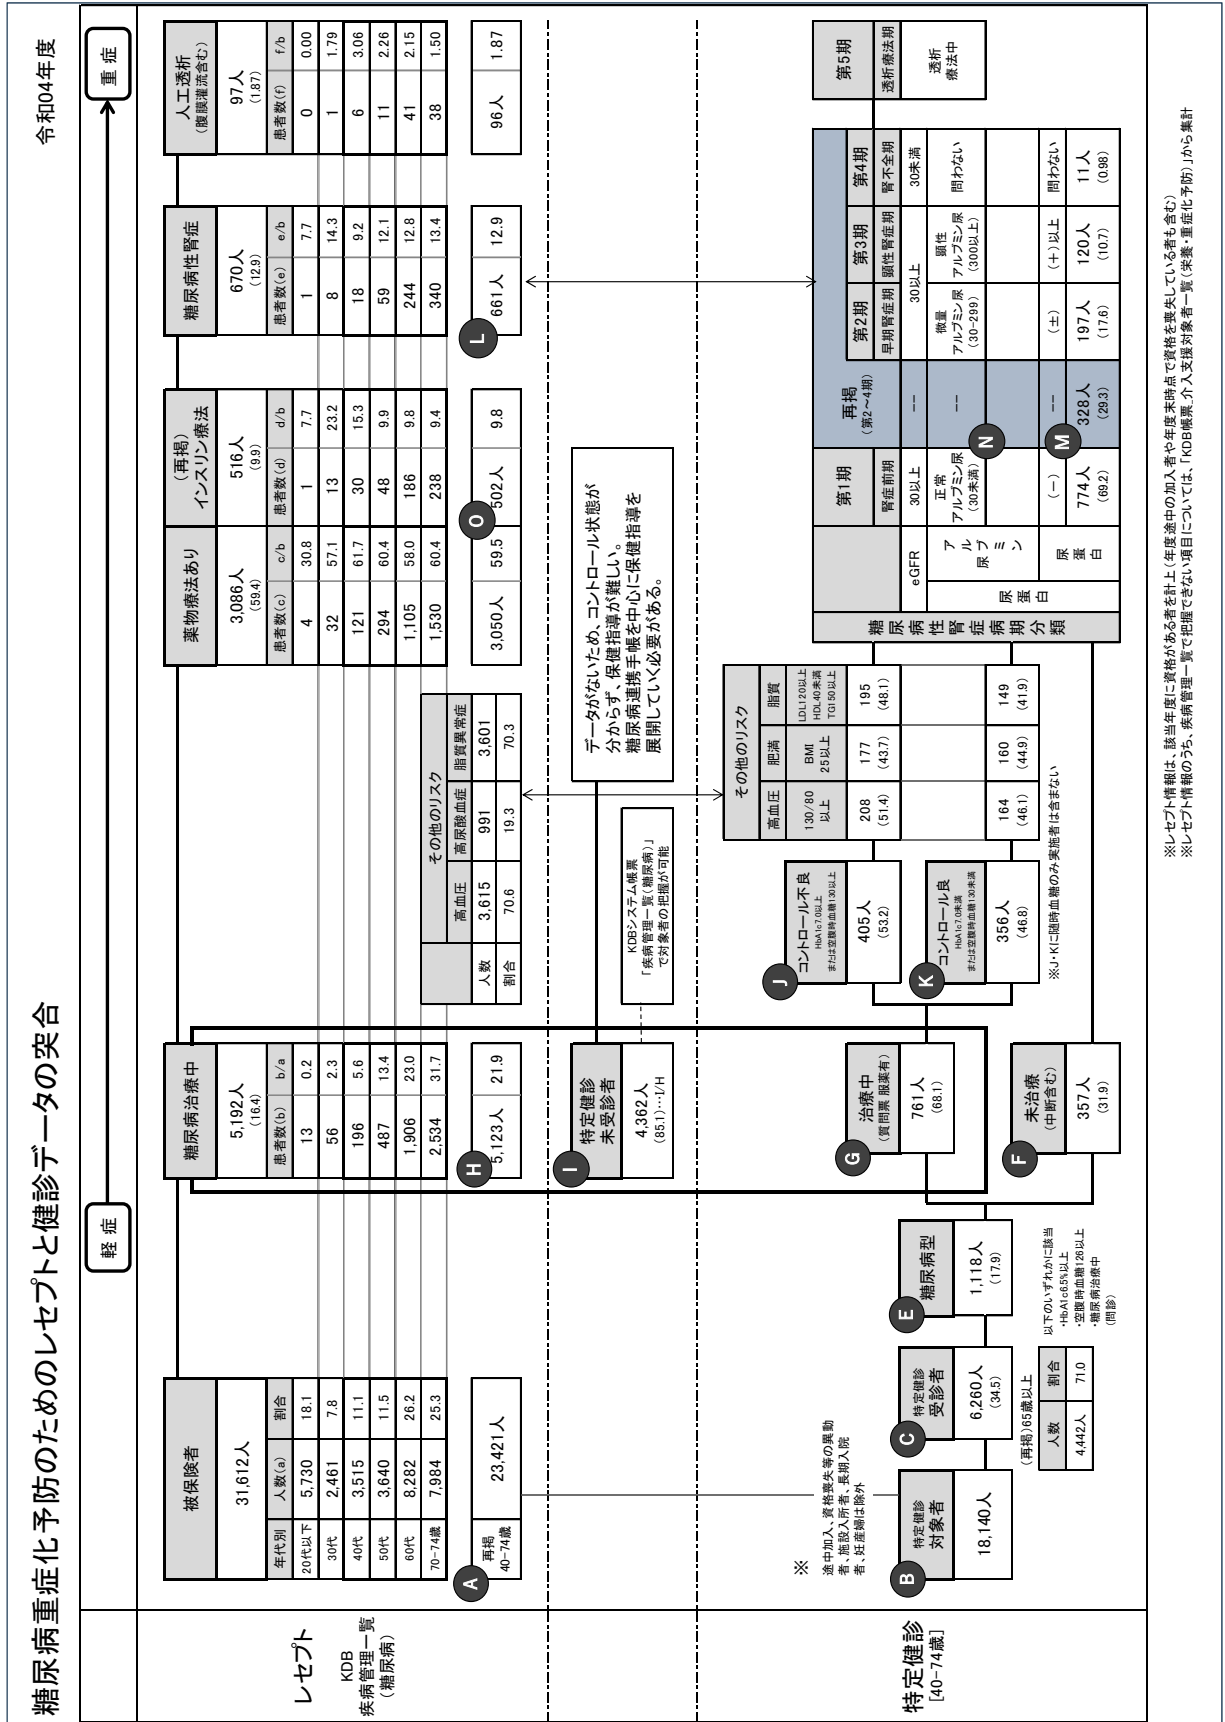 糖尿病重症化予防のためのレセプトと健診データの突合
令和04年度
軽症
重症
レセプト
KDB
疾病管理一覧
(糖尿病)
被保険者
31,612人
年代別 人数(a) 割合
20代以下 5,730 18.1
30代 2,461 7.8
40代 3,515 11.1
50代 3,640 11.5
60代 8,282 26.2
70-74歳 7,984 25.3
A
再掲
40-74歳
23,421人
糖尿病治療中
5,192人
(16.4)
患者数(b) b/a
13 0.2
56 2.3
196 5.6
487 13.4
1,906 23.0
2,534 31.7
H
5,123人 21.9
その他のリスク
高血圧 高尿酸血症 脂質異常症
人数 3,615 991 3,601
割合 70.6 19.3 70.3
薬物療法あり
3,086人
(59.4)
患者数(c) c/b
4 30.8
32 57.1
121 61.7
294 60.4
1,105 58.0
1,530 60.4
3,050人 59.5
O
(再掲)
インスリン療法
516人
(9.9)
患者数(d) d/b
1 7.7
13 23.2
30 15.3
48 9.9
186 9.8
238 9.4
502人 9.8
糖尿病性腎症
670人
(12.9)
患者数(e) e/b
1 7.7
8 14.3
18 9.2
59 12.1
244 12.8
340 13.4
L
661人 12.9
人工透析
(腹膜灌流含む)
97人
(1.87)
患者数(f) f/b
0 0.00
1 1.79
6 3.06
11 2.26
41 2.15
38 1.50
96人 1.87
I
特定健診
未受診者
4,362人
(85.1)…I/H
KDBシステム帳票
「疾病管理一覧(糖尿病)」
で対象者の把握が可能
データがないため、コントロール状態が
分からず、保健指導が難しい。
糖尿病連携手帳を中心に保健指導を
展開していく必要がある。
特定健診
[40-74歳]
※
途中加入、資格喪失等の異動
者、施設入所者、長期入院
者、妊産婦は除外
B
特定健診
対象者
18,140人
C
特定健診
受診者
6,260人
(34.5)
(再掲)65歳以上
人数 割合
4,442人 71.0
E
糖尿病型
1,118人
(17.9)
以下のいずれかに該当
・HbA1c6.5%以上
・空腹時血糖126以上
・糖尿病治療中
(問診)
G
治療中
(質問票 服薬有)
761人
(68.1)
F
未治療
(中断含む)
357人
(31.9)
J
コントロール不良
HbA1c7.0以上
または空腹時血糖130以上
405人
(53.2)
K
コントロール良
HbA1c7.0未満
または空腹時血糖130未満
356人
(46.8)
※J・Kに随時血糖のみ実施者は含まない
その他のリスク
高血圧 肥満 脂質
130/80
以上
BMI
25以上
LDL120以上
HDL40未満
TG150以上
208
(51.4)
177
(43.7)
195
(48.1)
164
(46.1)
160
(44.9)
149
(41.9)
糖尿病性腎症病期分類
第1期 再掲
(第2～4期)
第2期 第3期 第4期
腎症前期 早期腎症期 顕性腎症期 腎不全期
eGFR 30以上 -- 30以上 30未満
尿蛋白
アルブミン尿
正常
アルブミン尿
(30未満)
--
微量
アルブミン尿
(30-299)
顕性
アルブミン尿
(300以上)
問わない
N
尿蛋白
(－) -- (±) (＋)以上 問わない
M
774人
(69.2)
328人
(29.3)
197人
(17.6)
120人
(10.7)
11人
(0.98)
第5期
透析療法期
透析
療法中
※レセプト情報は、該当年度に資格がある者を計上(年度途中の加入者や年度末時点で資格を喪失している者も含む)
※レセプト情報のうち、疾病管理一覧で把握できない項目については、「KDB帳票_介入支援対象者一覧(栄養・重症化予防)」から集計